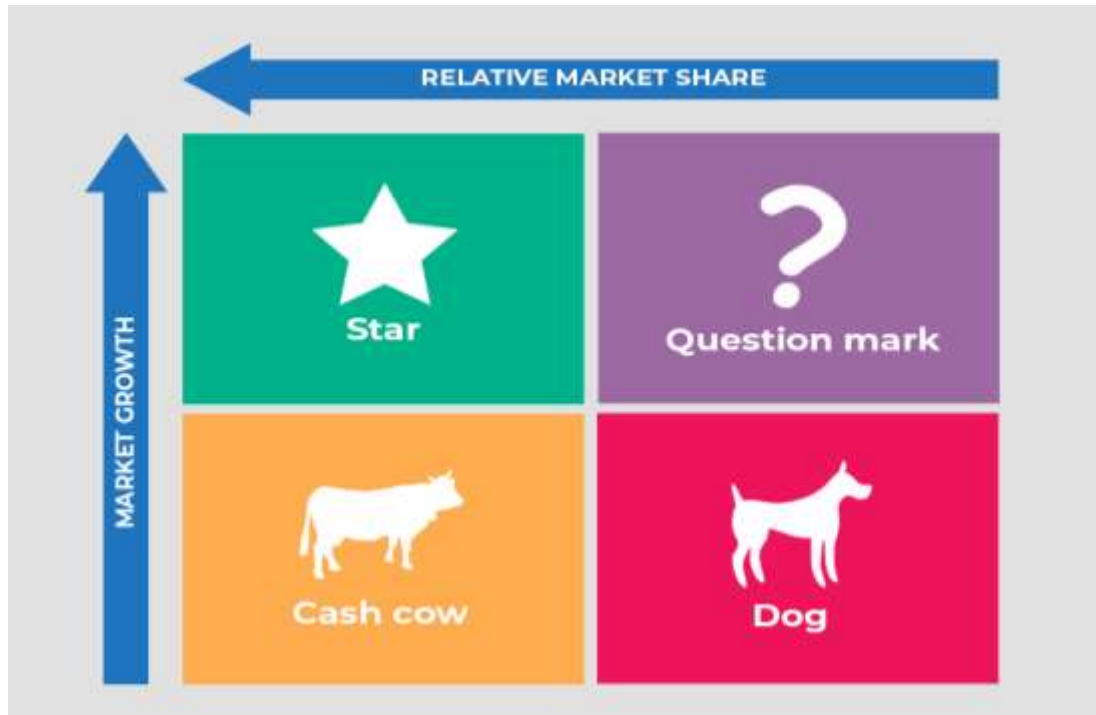 RELATIVE MARKET SHARE
MARKET GROWTH
Star
Question mark
Cash cow
Dog